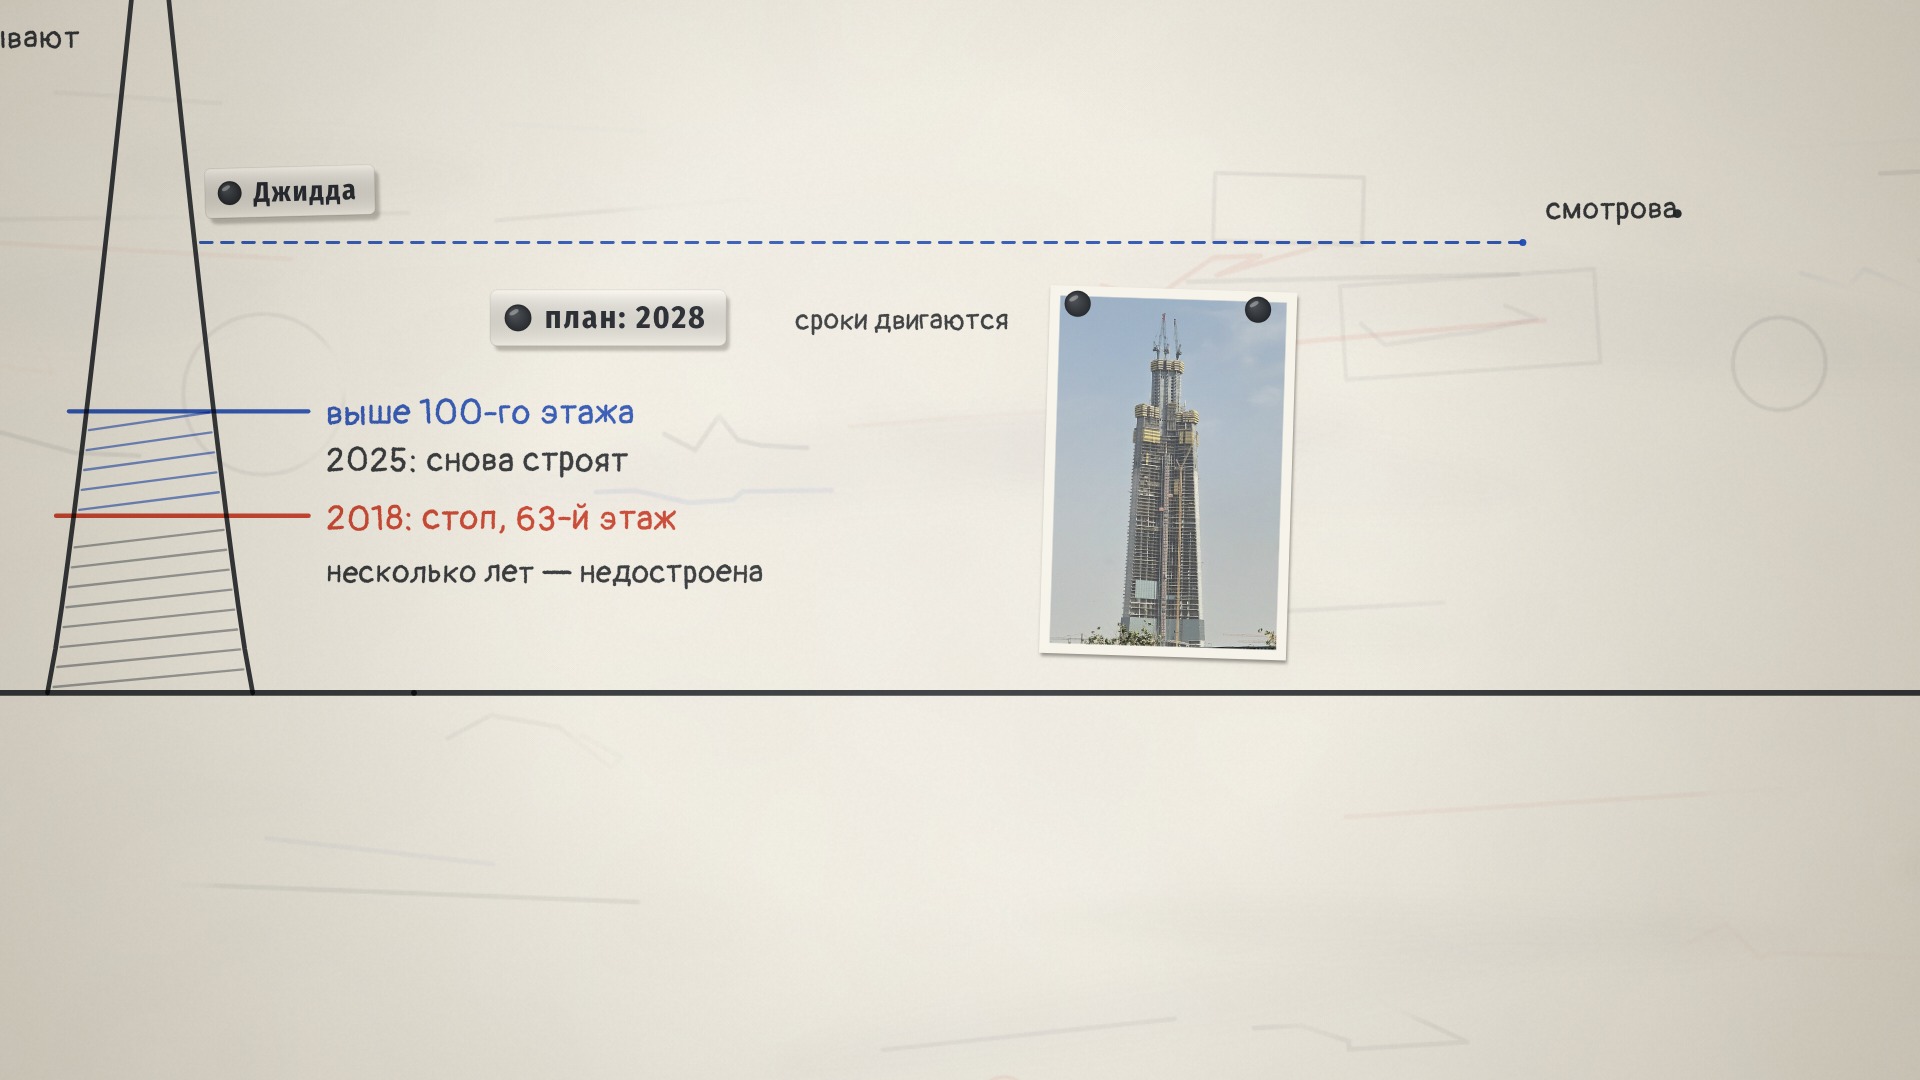 Джидда
смотрова
план: 2028
сроки двигаются
выше 100-го этажа
2025: снова строят
2018: стоп, 63-й этаж
несколько лет — недостроена